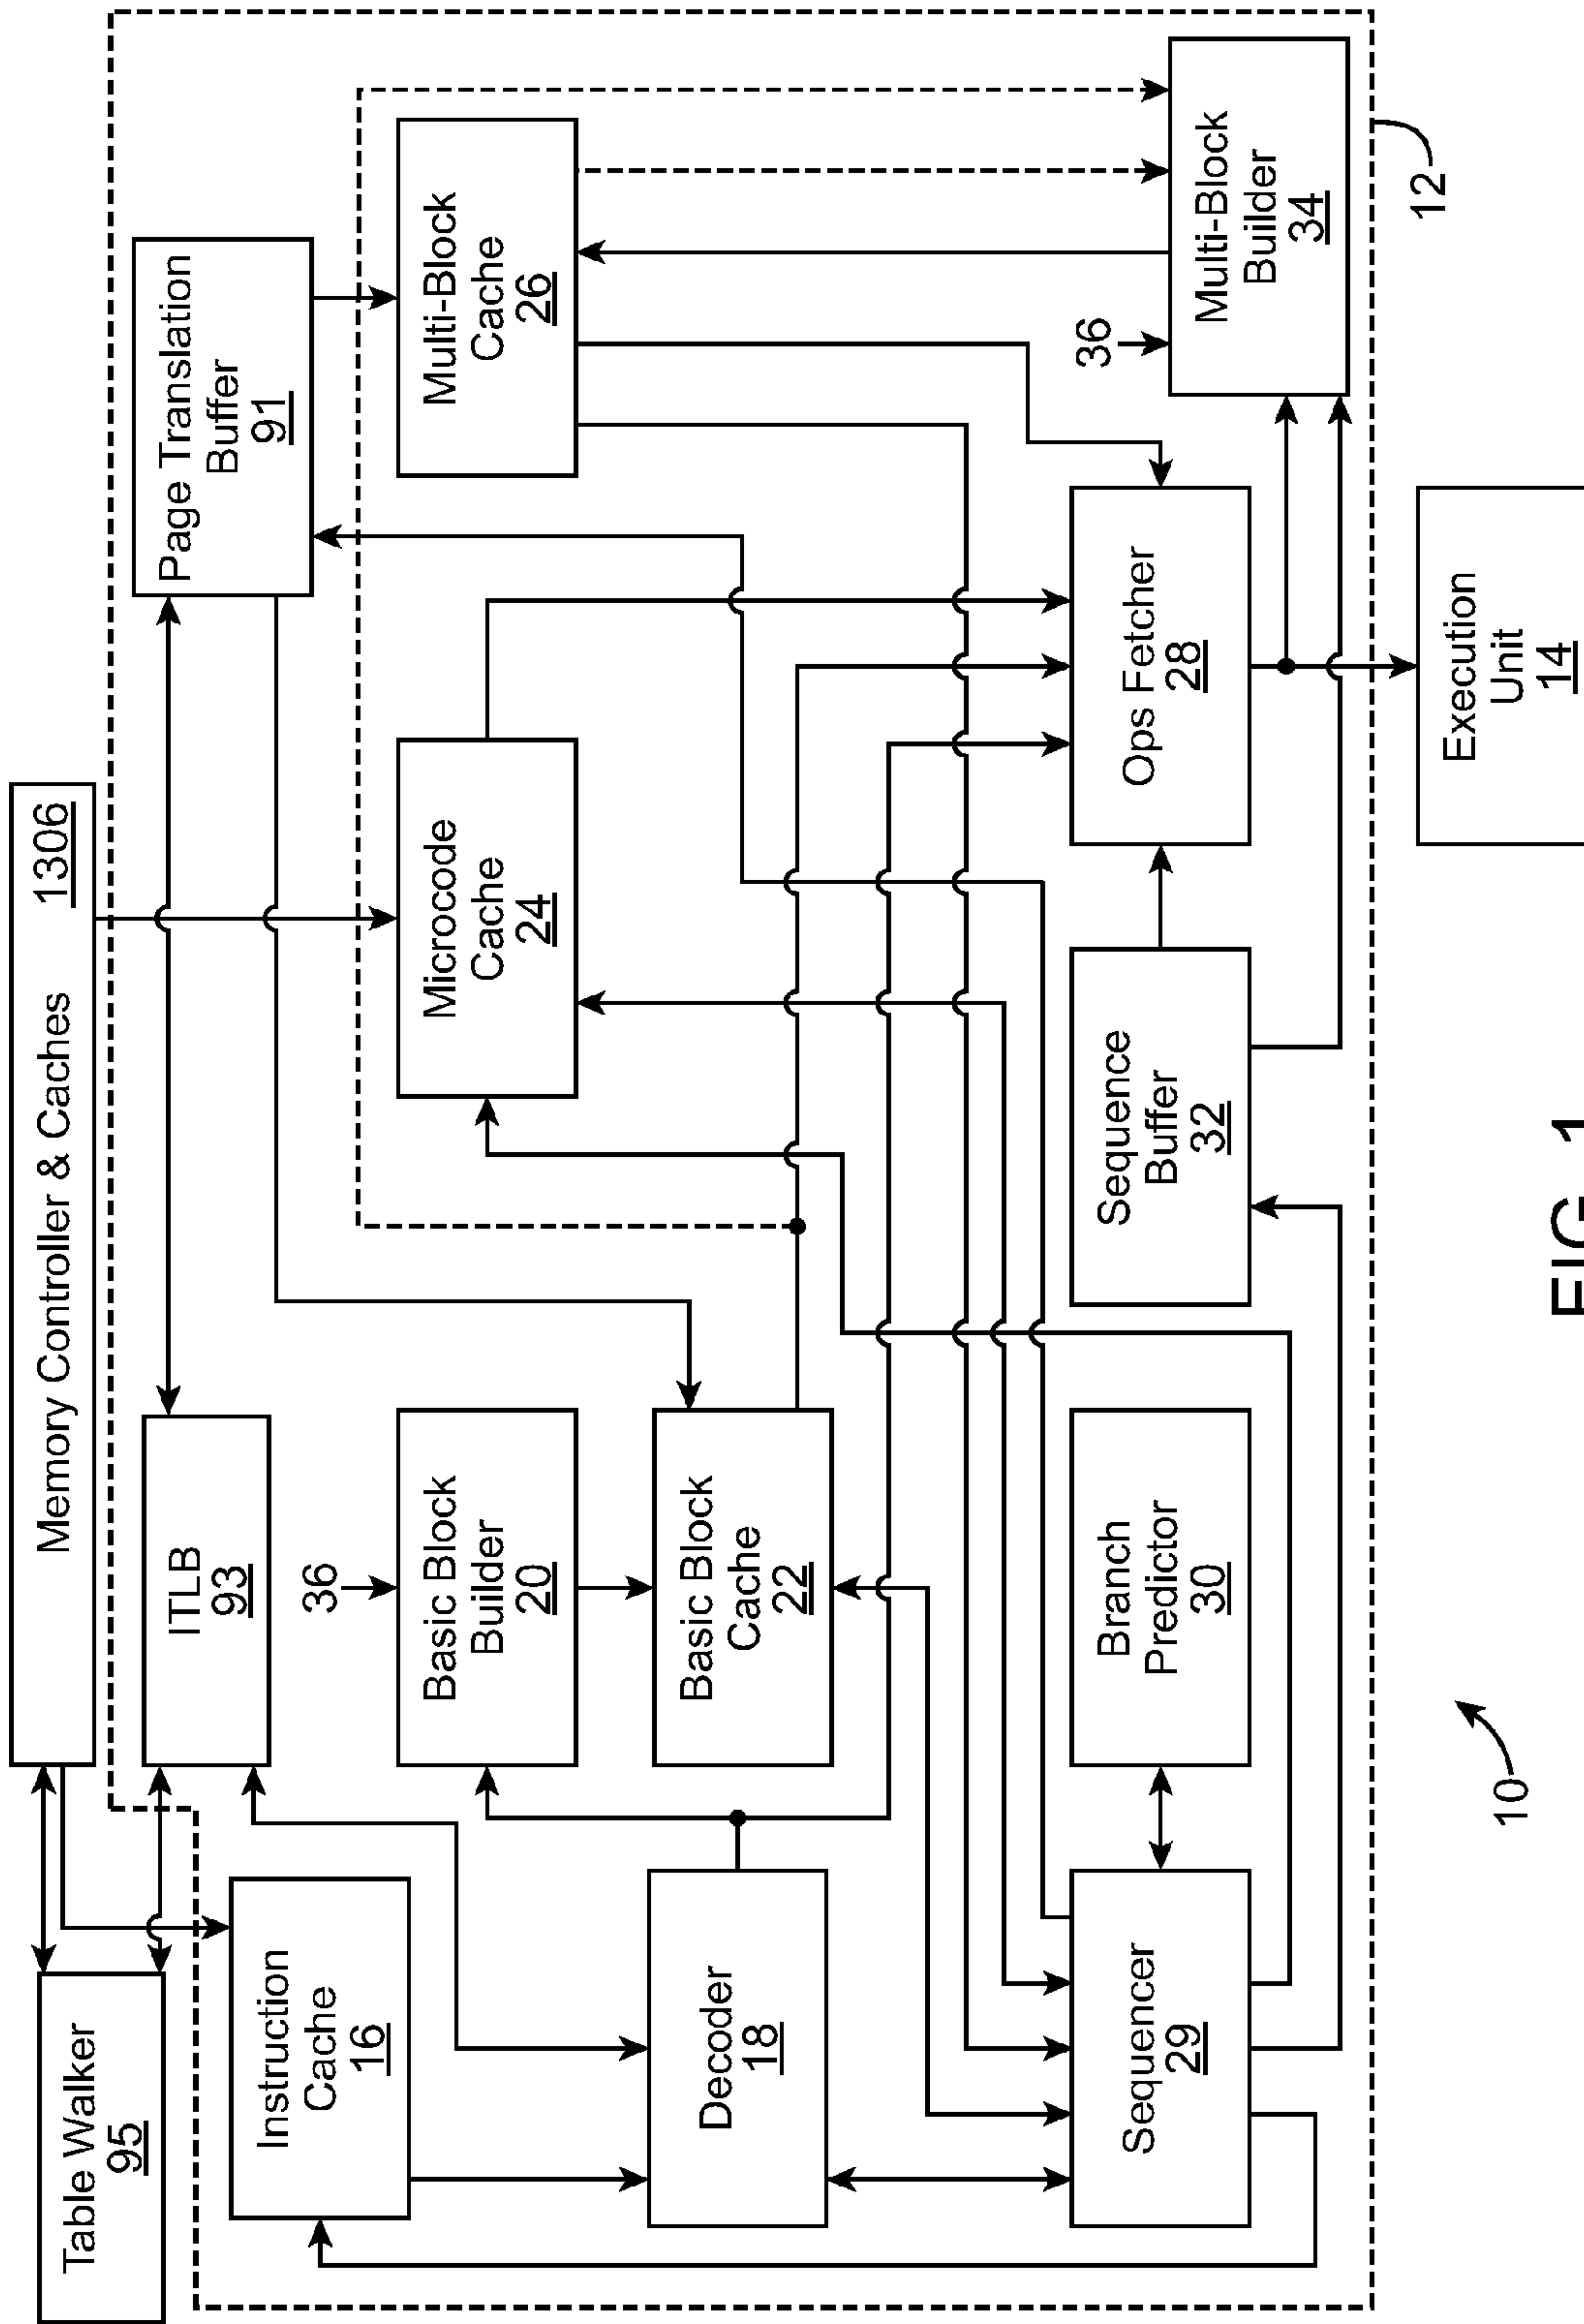 Memory Controller & Caches 1306
Table Walker
95
ITLB
93
Page Translation
Buffer
91
Instruction
Cache
16
36
Basic Block
Builder
20
Microcode
Cache
24
Multi-Block
Cache
26
Decoder
18
Basic Block
Cache
22
36
Sequencer
29
Branch
Predictor
30
Sequence
Buffer
32
Ops Fetcher
28
Multi-Block
Builder
34
12
10
Execution
Unit
14
FIG. 1